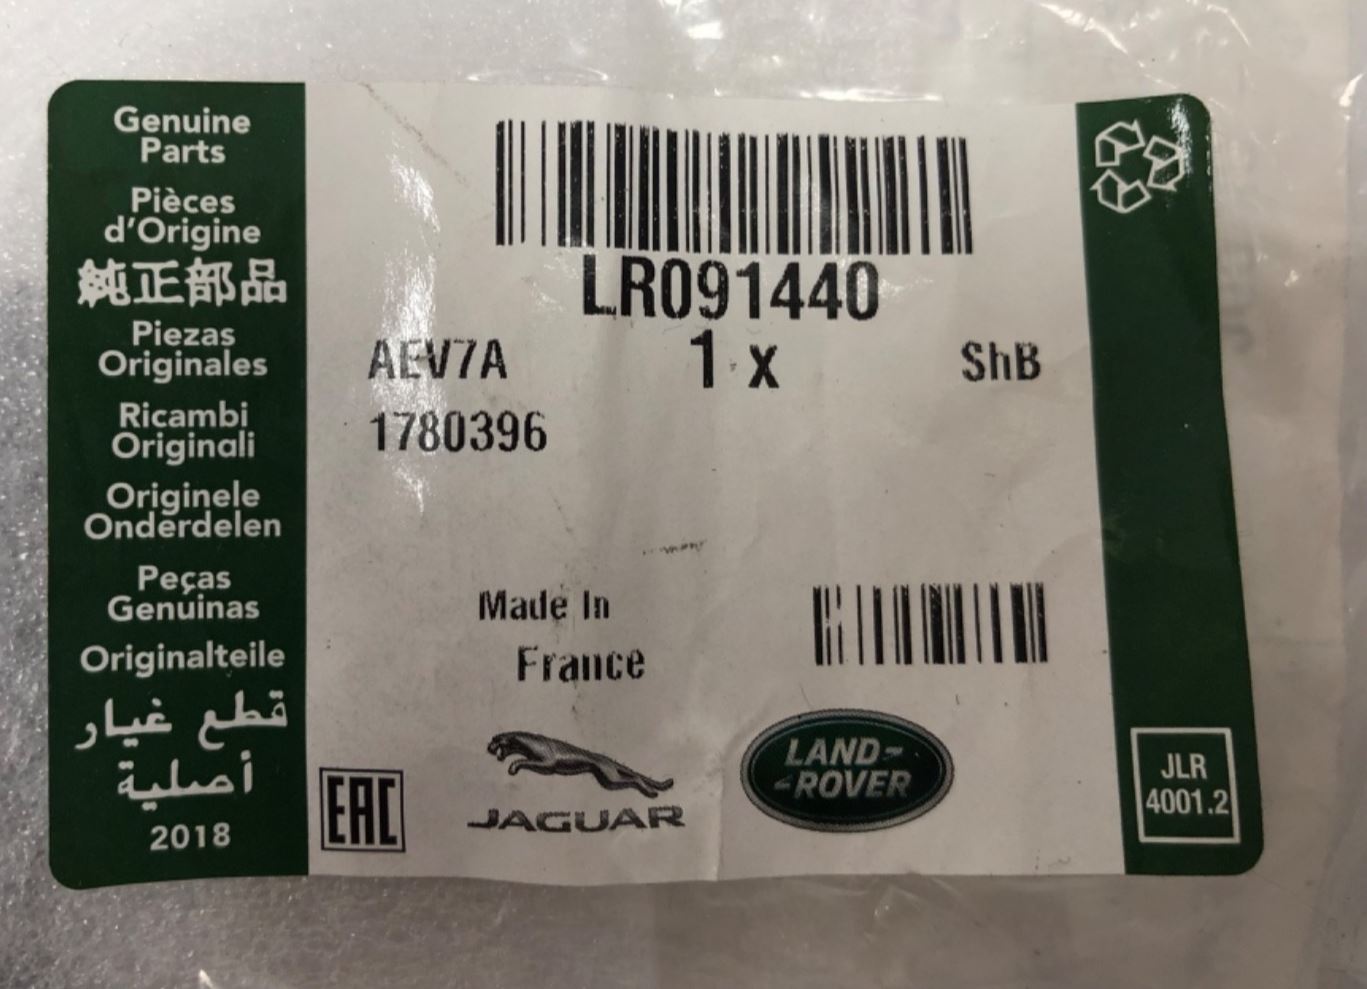 Genuine
Parts
Pièces
d'Origine
純正部品
Piezas
Originales
Ricambi
Originali
Originele
Onderdelen
Peças
Genuinas
Originalteile
قطع غيار
أصلية
2018
LR091440
AEV7A 1 x ShB
1780396
Made In
France
EAC
JAGUAR
LAND-
-ROVER
JLR
4001.2